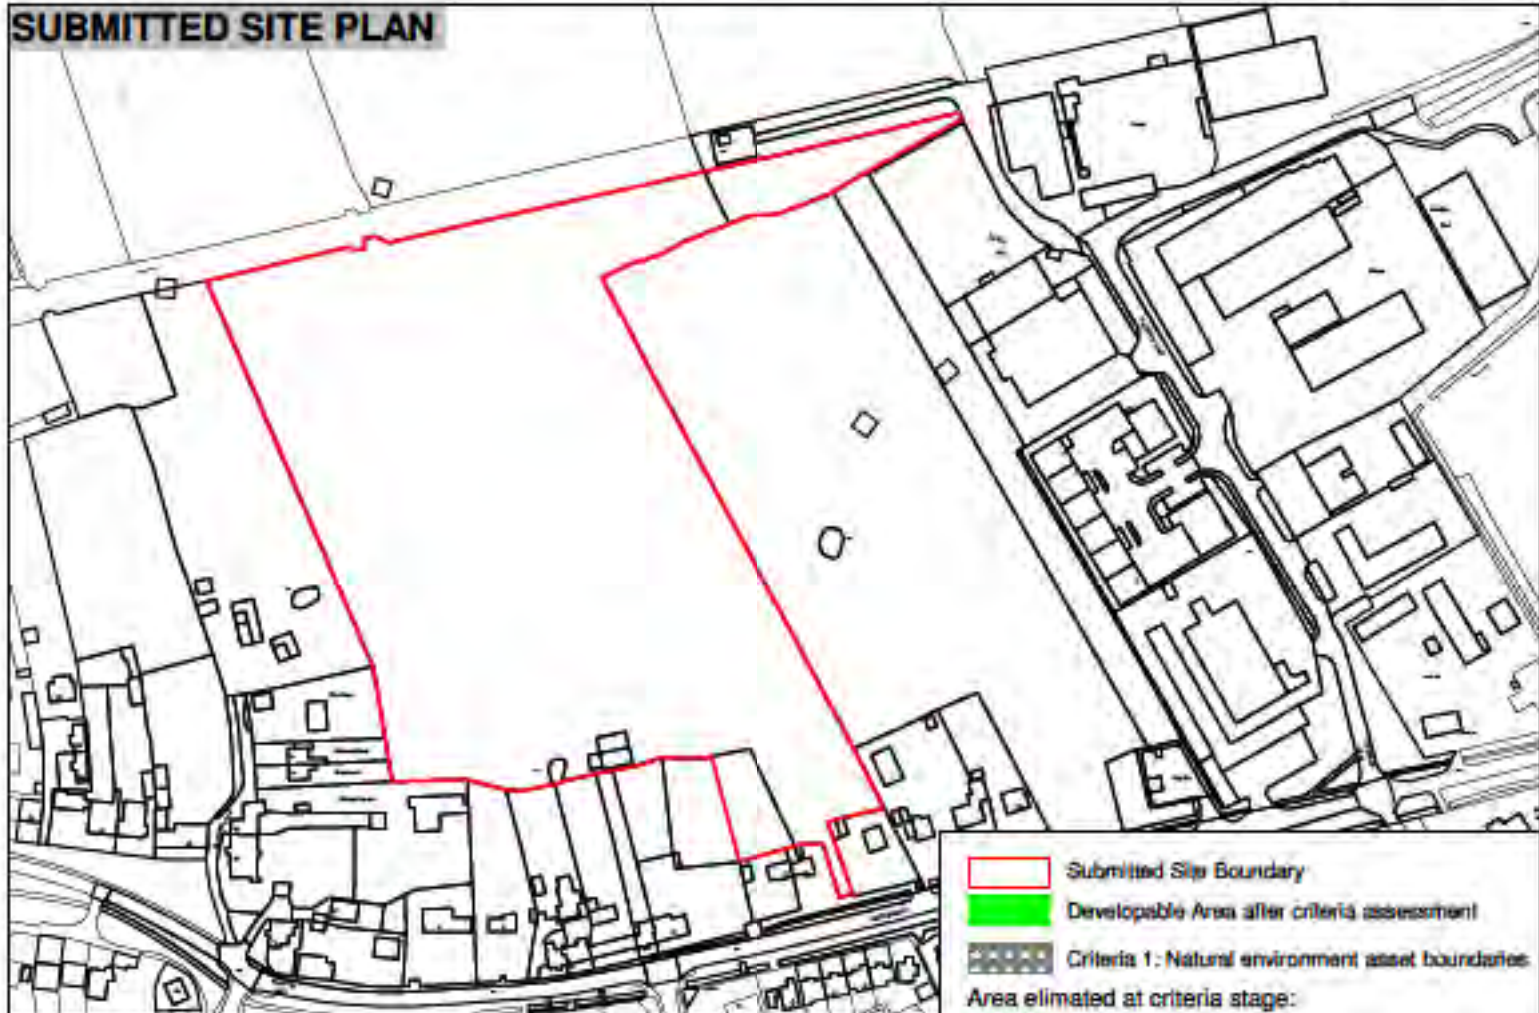 SUBMITTED SITE PLAN
Submitted Site Boundary
Developable Area after criteria assessment
Criteria 1: Natural environment asset boundaries
Area elimated at criteria stage: